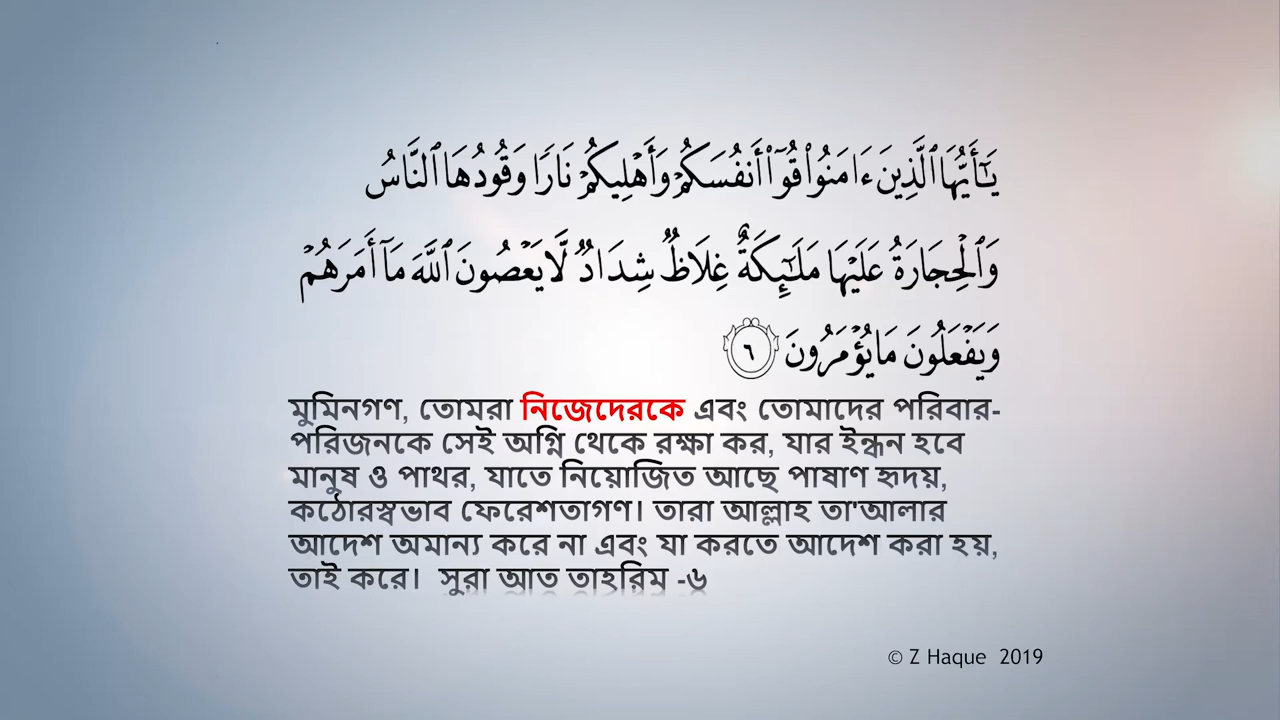 يَـٰٓأَيُّهَا ٱلَّذِينَ ءَامَنُوا۟ قُوٓا۟ أَنفُسَكُمْ وَأَهْلِيكُمْ نَارًا وَقُودُهَا ٱلنَّاسُ
وَٱلْحِجَارَةُ عَلَيْهَا مَلَـٰٓئِكَةٌ غِلَاظٌ شِدَادٌ لَّا يَعْصُونَ ٱللَّهَ مَآ أَمَرَهُمْ
وَيَفْعَلُونَ مَا يُؤْمَرُونَ ٦
মুমিনগণ, তোমরা নিজেদেরকে এবং তোমাদের পরিবার-
পরিজনকে সেই অগ্নি থেকে রক্ষা কর, যার ইন্ধন হবে
মানুষ ও পাথর, যাতে নিয়োজিত আছে পাষাণ হৃদয়,
কঠোরস্বভাব ফেরেশতাগণ। তারা আল্লাহ তা'আলার
আদেশ অমান্য করে না এবং যা করতে আদেশ করা হয়,
তাই করে। সুরা আত তাহরিম -৬
© Z Haque 2019